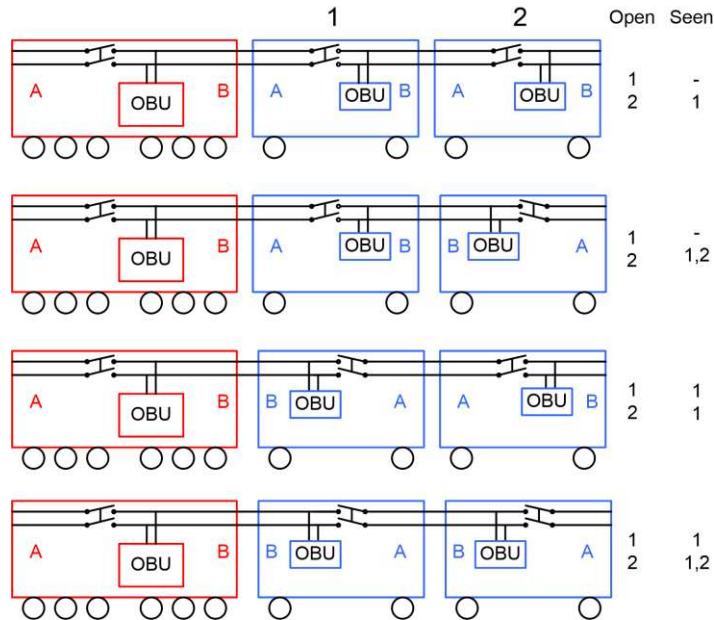 1 2 Open Seen
A OBU B A OBU B A OBU B 1 -
2 1
A OBU B A OBU B B OBU A 1 -
2 1,2
A OBU B B OBU A A OBU B 1 1
2 1
A OBU B B OBU A B OBU A 1 1
2 1,2